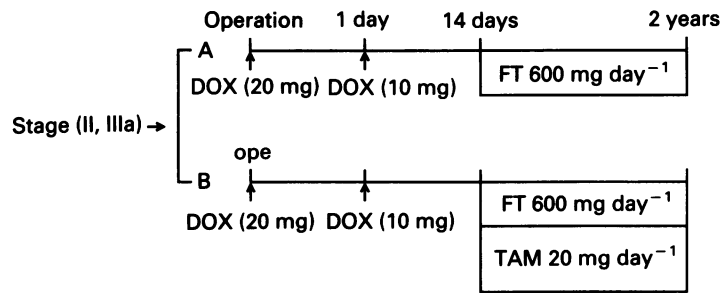 Operation 1 day 14 days 2 years
A
FT 600 mg day⁻¹
DOX (20 mg) DOX (10 mg)
Stage (II, IIIa)
ope
B
FT 600 mg day⁻¹
DOX (20 mg) DOX (10 mg)
TAM 20 mg day⁻¹